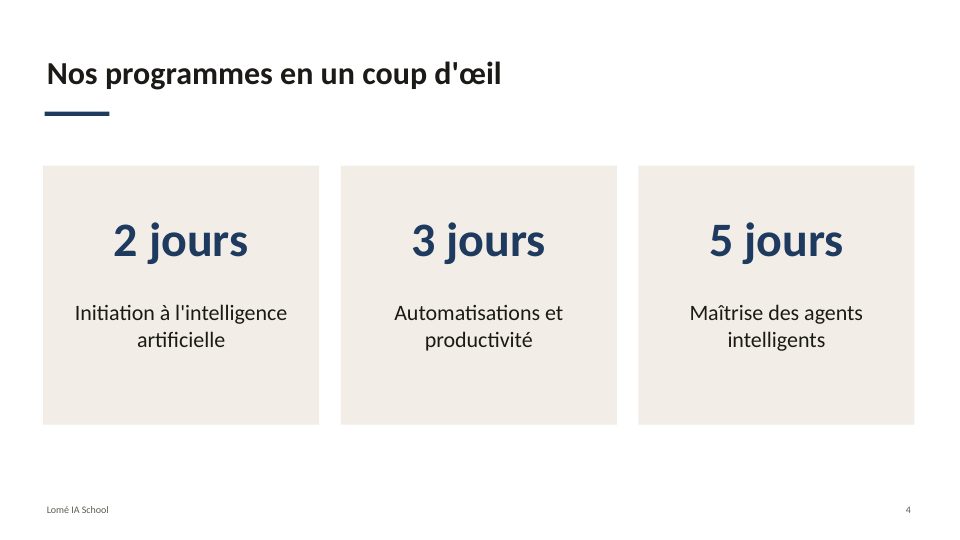 Nos programmes en un coup d'œil
2 jours
Initiation à l'intelligence
artificielle
3 jours
Automatisations et
productivité
5 jours
Maîtrise des agents
intelligents
Lomé IA School
4